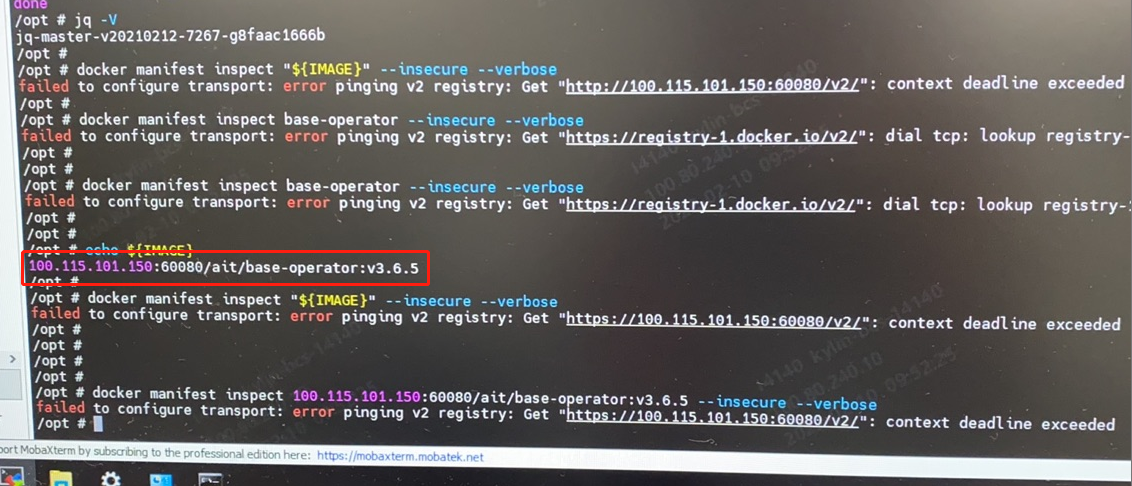 done
/opt # jq -V
jq-master-v20210212-7267-g8faac1666b
/opt #
/opt # docker manifest inspect "${IMAGE}" --insecure --verbose
failed to configure transport: error pinging v2 registry: Get "http://100.115.101.150:60080/v2/": context deadline exceeded
/opt #
/opt # docker manifest inspect base-operator --insecure --verbose
failed to configure transport: error pinging v2 registry: Get "https://registry-1.docker.io/v2/": dial tcp: lookup registry-
/opt #
/opt #
/opt # docker manifest inspect base-operator --insecure --verbose
failed to configure transport: error pinging v2 registry: Get "https://registry-1.docker.io/v2/": dial tcp: lookup registry-
/opt #
/opt #
/opt # echo ${IMAGE}
100.115.101.150:60080/ait/base-operator:v3.6.5
/opt #
/opt # docker manifest inspect "${IMAGE}" --insecure --verbose
failed to configure transport: error pinging v2 registry: Get "https://100.115.101.150:60080/v2/": context deadline exceeded
/opt #
/opt #
/opt #
/opt # docker manifest inspect 100.115.101.150:60080/ait/base-operator:v3.6.5 --insecure --verbose
failed to configure transport: error pinging v2 registry: Get "https://100.115.101.150:60080/v2/": context deadline exceeded
/opt #
port MobaXterm by subscribing to the professional edition here: https://mobaxterm.mobatek.net